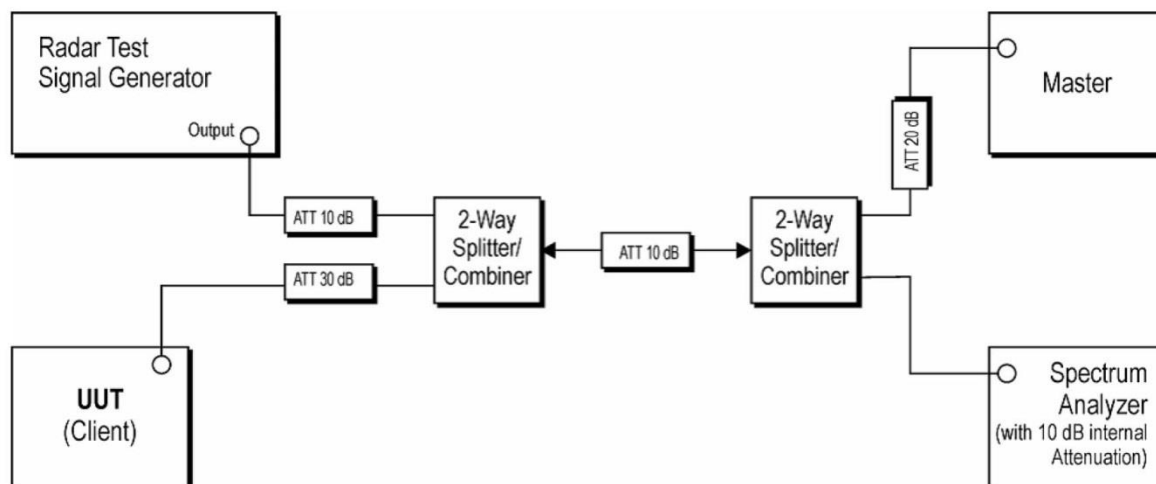 Radar Test
Signal Generator
Output
ATT 10 dB
2-Way
Splitter/
Combiner
ATT 30 dB
UUT
(Client)
ATT 10 dB
2-Way
Splitter/
Combiner
ATT 20 dB
Master
Spectrum
Analyzer
(with 10 dB internal
Attenuation)